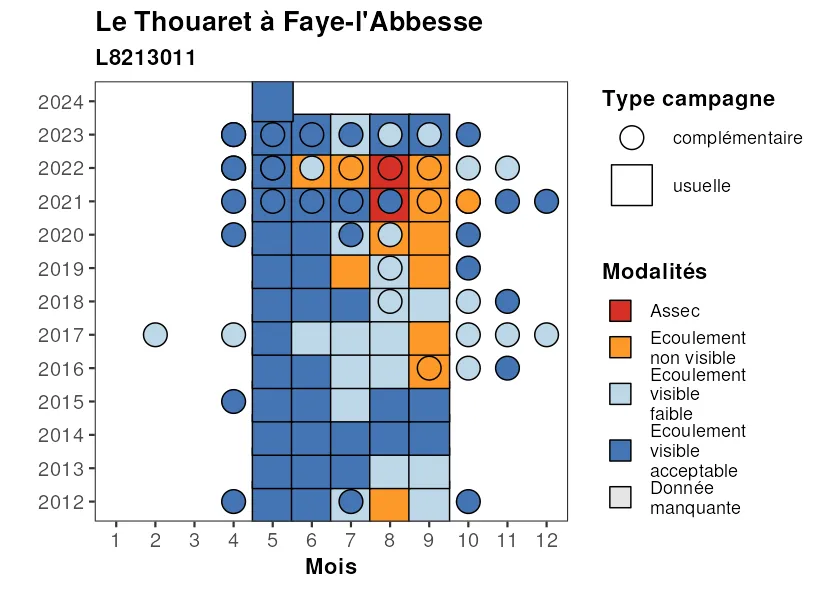 Le Thouaret à Faye-l'Abbesse
L8213011
2024
2023
2022
2021
2020
2019
2018
2017
2016
2015
2014
2013
2012
1 2 3 4 5 6 7 8 9 10 11 12
Mois
Type campagne
complémentaire
usuelle
Modalités
Assec
Ecoulement
non visible
Ecoulement
visible
faible
Ecoulement
visible
acceptable
Donnée
manquante